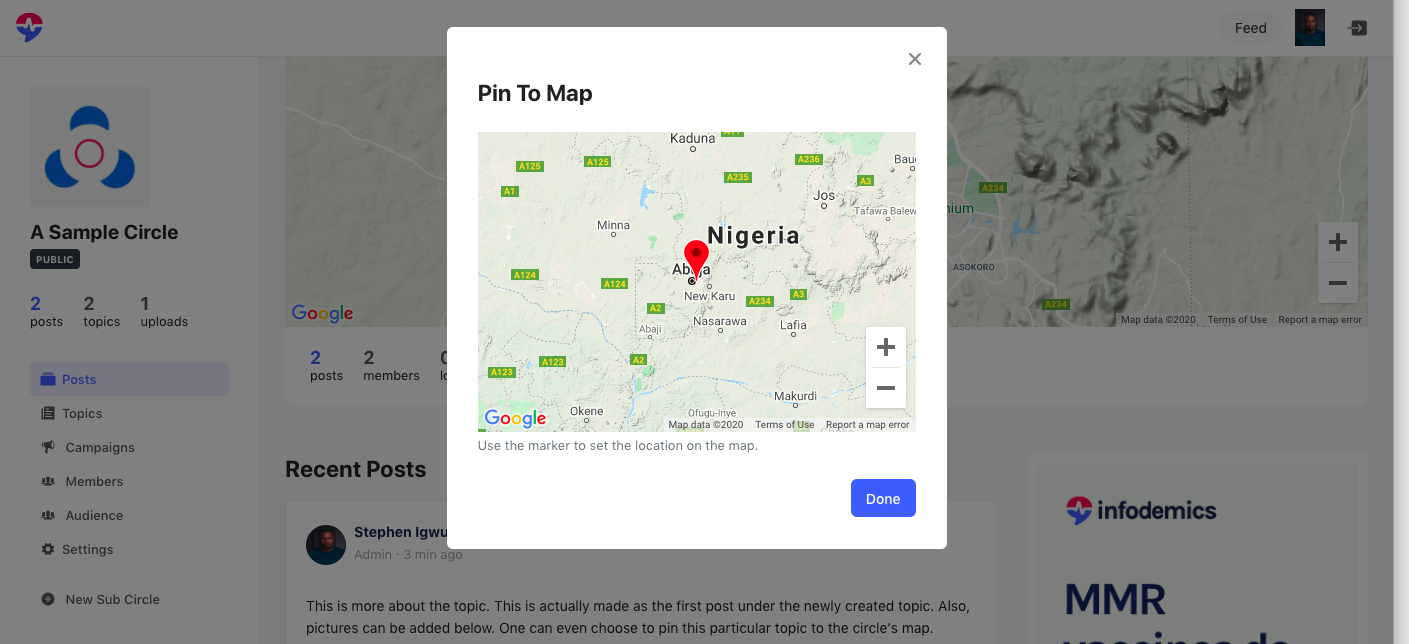 Feed
A Sample Circle
PUBLIC
2 2 1
posts topics uploads
Posts
Topics
Campaigns
Members
Audience
Settings
New Sub Circle
Google
2 2
posts members
A234
ASOKORO
A234
Map data ©2020 Terms of Use Report a map error
Recent Posts
Stephen
Admin · 3 min ago
This is more about the topic. This is actually made as the first post under the newly created topic. Also,
pictures can be added below. One can even choose to pin this particular topic to the circle's map.
infodemics
MMR
Pin To Map
Kaduna
A125
A125
A236
A235
A3
A1
Jos
Tafawa
Minna
Nigeria
Abuja
A124
A124
New Karu
A2
A234
A3
Nasarawa
Lafia
Abaji
A123
A2
A123
Makurdi
Okene
Ofugu-Inye
Google
Map data ©2020 Terms of Use Report a map error
Use the marker to set the location on the map.
Done